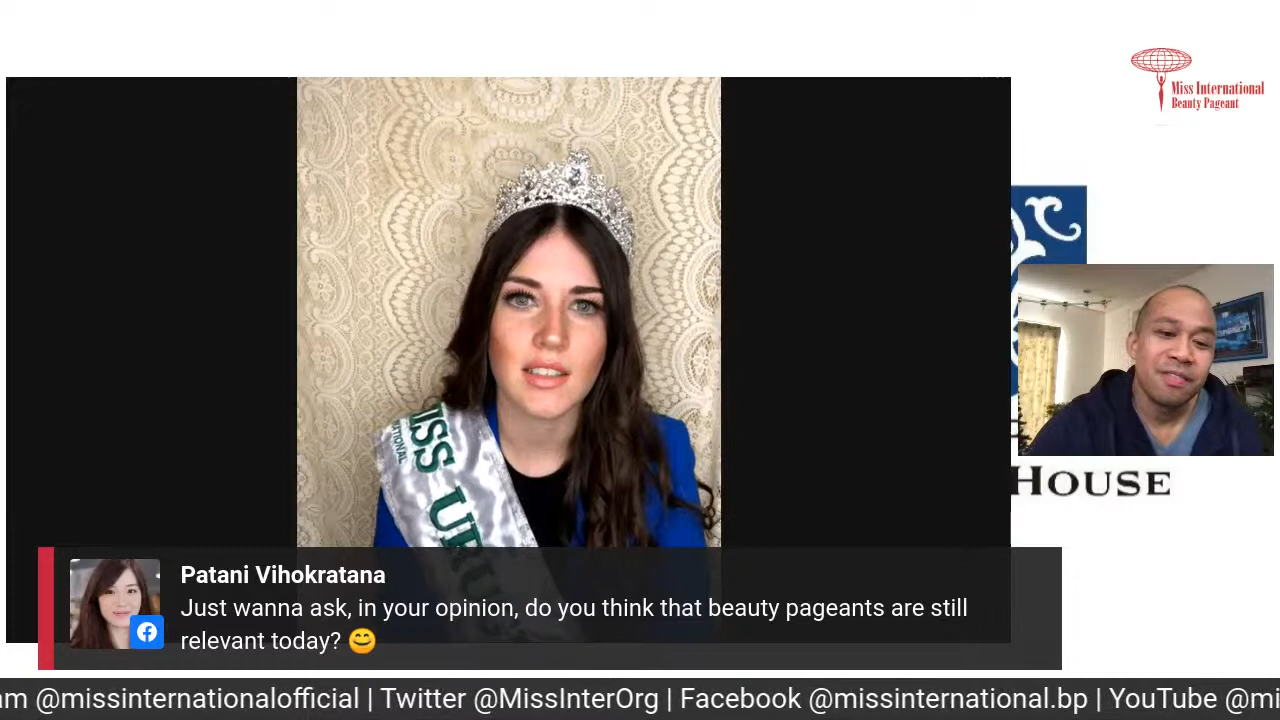 Miss International
Beauty Pageant
HOUSE
MISS
Patani Vihokratana
Just wanna ask, in your opinion, do you think that beauty pageants are still
relevant today? 😊
am @missinternationalofficial | Twitter @MissInterOrg | Facebook @missinternational.bp | YouTube @mi